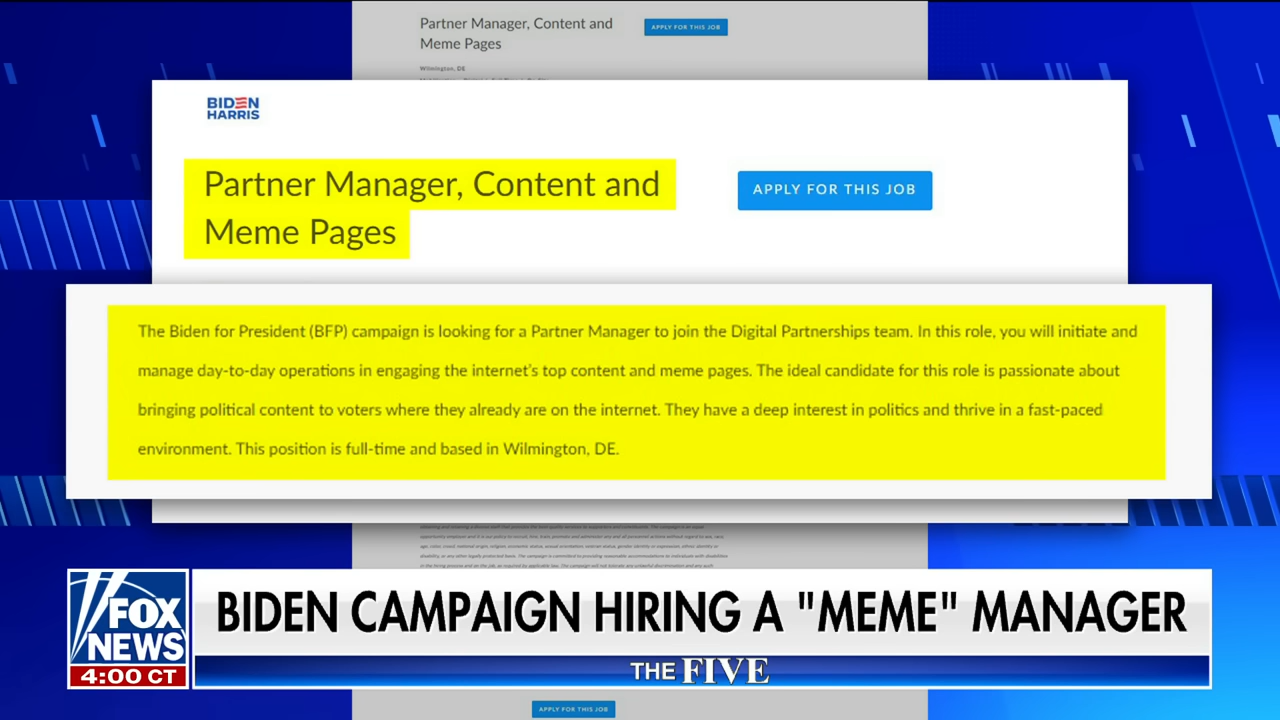 Partner Manager, Content and
Meme Pages
APPLY FOR THIS JOB
Wilmington, DE
BIDEN
HARRIS
Partner Manager, Content and
Meme Pages
APPLY FOR THIS JOB
The Biden for President (BFP) campaign is looking for a Partner Manager to join the Digital Partnerships team. In this role, you will initiate and
manage day-to-day operations in engaging the internet's top content and meme pages. The ideal candidate for this role is passionate about
bringing political content to voters where they already are on the internet. They have a deep interest in politics and thrive in a fast-paced
environment. This position is full-time and based in Wilmington, DE.
FOX
NEWS
4:00 CT
BIDEN CAMPAIGN HIRING A "MEME" MANAGER
THE FIVE
APPLY FOR THIS JOB